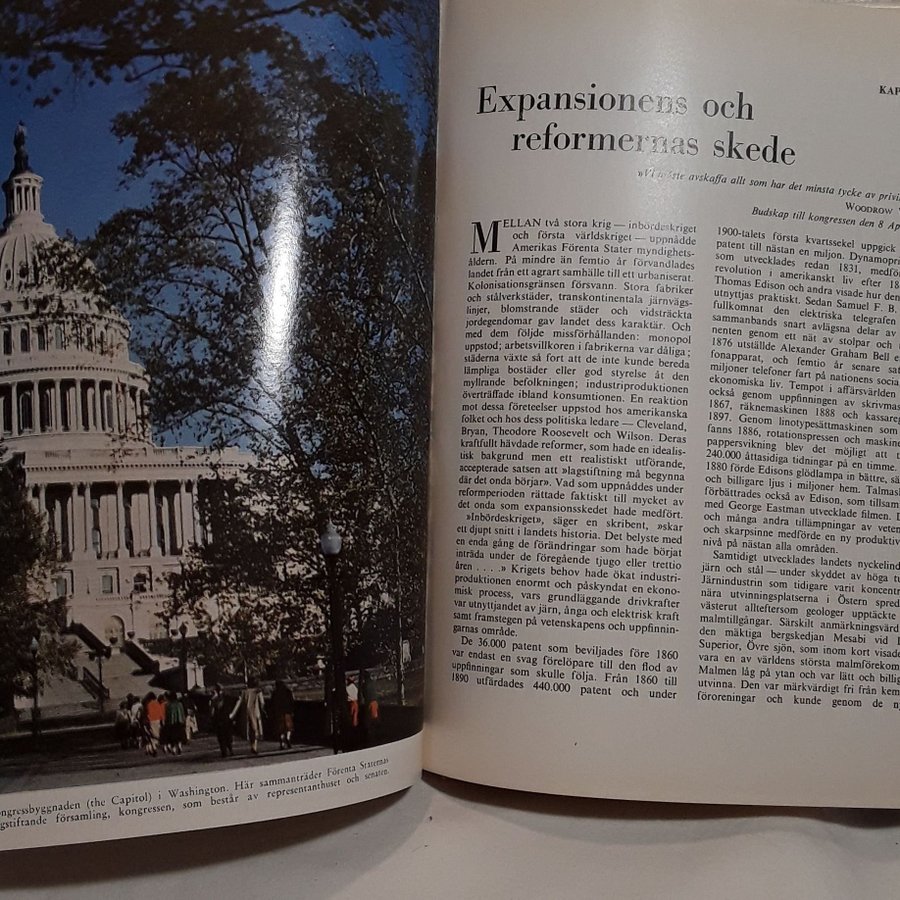 ngressbyggnaden (the Capitol) i Washington. Här sammanträder Förenta Staternas
gstiftande församling, kongressen, som består av representanthuset och senaten.
KAP
Expansionens och
reformernas skede
»Vi måste avskaffa allt som har det minsta tycke av privi
WOODROW
Budskap till kongressen den 8 Ap
MELLAN två stora krig — inbördeskriget
och första världskriget — uppnådde
Amerikas Förenta Stater myndighets-
åldern. På mindre än femtio år förvandlades
landet från ett agrart samhälle till ett urbaniserat.
Kolonisationsgränsen försvann. Stora fabriker
och stålverkstäder, transkontinentala järnvägs-
linjer, blomstrande städer och vidsträckta
jordegendomar gav landet dess karaktär. Och
med dem följde missförhållanden: monopol
uppstod; arbetsvillkoren i fabrikerna var dåliga;
städerna växte så fort att de inte kunde bereda
lämpliga bostäder eller god styrelse åt den
myllrande befolkningen; industriproduktionen
överträffade ibland konsumtionen. En reaktion
mot dessa företeelser uppstod hos amerikanska
folket och hos dess politiska ledare — Cleveland,
Bryan, Theodore Roosevelt och Wilson. Deras
kraftfullt hävdade reformer, som hade en idealis-
tisk bakgrund men ett realistiskt utförande,
accepterade satsen att »lagstiftning må begynna
där det onda börjar». Vad som uppnåddes under
reformperioden rättade faktiskt till mycket av
det onda som expansionsskedet hade medfört.
»Inbördeskriget», säger en skribent, »skar
ett djupt snitt i landets historia. Det belyste med
en enda gång de förändringar som hade börjat
inträda under de föregående tjugo eller trettio
åren . . . .» Krigets behov hade ökat industri-
produktionen enormt och påskyndat en ekono-
misk process, vars grundläggande drivkrafter
var utnyttjandet av järn, ånga och elektrisk kraft
samt framstegen på vetenskapens och uppfinnin-
garnas område.
De 36.000 patent som beviljades före 1860
var endast en svag förelöpare till den flod av
uppfinningar som skulle följa. Från 1860 till
1890 utfärdades 440.000 patent och under
1900-talets första kvartssekel uppgick
patent till nästan en miljon. Dynamopri
som utvecklades redan 1831, medför
revolution i amerikanskt liv efter 18
Thomas Edison och andra visade hur den
utnyttjas praktiskt. Sedan Samuel F. B.
fullkomnat den elektriska telegrafen
sammanbands snart avlägsna delar av
nenten genom ett nät av stolpar och
1876 utställde Alexander Graham Bell e
fonapparat, och femtio år senare sat
miljoner telefoner fart på nationens socia
ekonomiska liv. Tempot i affärsvärlden
också genom uppfinningen av skrivmas
1867, räknemaskinen 1888 och kassareg
1897. Genom linotypesättmaskinen som
fanns 1886, rotationspressen och maskine
pappersvikning blev det möjligt att t
240.000 åttasidiga tidningar på en timme.
1880 förde Edisons glödlampa in bättre, sä
och billigare ljus i miljoner hem. Talmask
förbättrades också av Edison, som tillsam
med George Eastman utvecklade filmen. D
och många andra tillämpningar av veten
och skarpsinne medförde en ny produktiv
nivå på nästan alla områden.
Samtidigt utvecklades landets nyckelind
järn och stål — under skyddet av höga tu
Järnindustrin som tidigare varit koncentr
nära utvinningsplatserna i Östern spred
västerut allteftersom geologer upptäckte
malmtillgångar. Särskilt anmärkningsvärd
den mäktiga bergskedjan Mesabi vid
Superior, Övre sjön, som inom kort visade
vara en av världens största malmförekom
Malmen låg på ytan och var lätt och billig
utvinna. Den var märkvärdigt fri från kem
föroreningar och kunde genom de ny